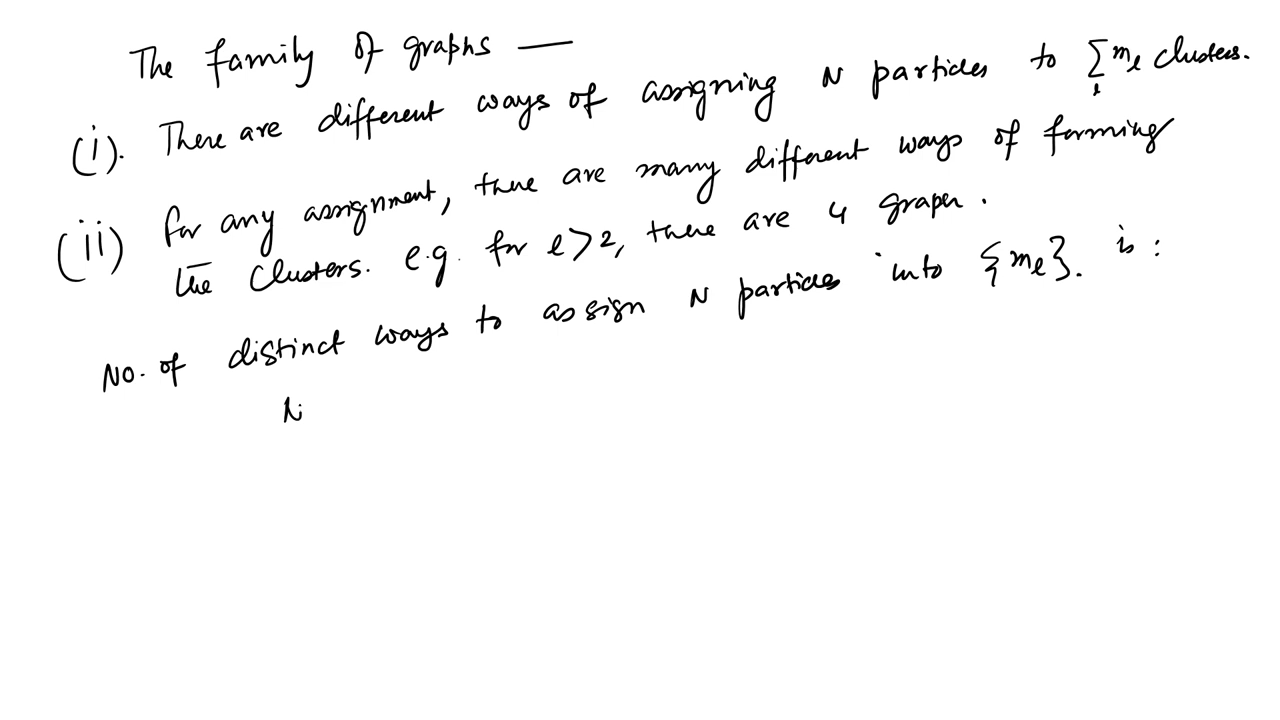 The family of graphs —
(i). There are different ways of assigning N particles to ∑_l m_l clusters.
(ii) for any assignment, there are many different ways of forming
the clusters. e.g. for l>2, there are 4 graph.
No. of distinct ways to assign N particles into {m_l}. is :
N